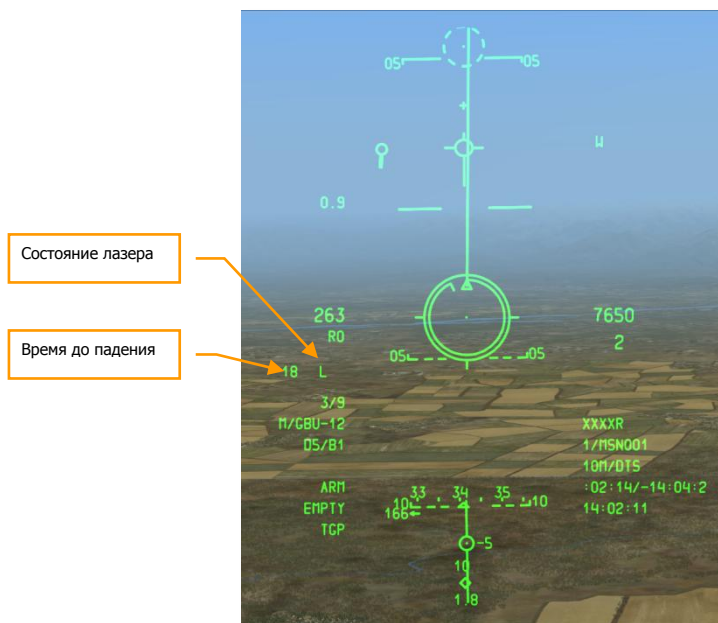 05 05
W
0.9
Состояние лазера
263 7650
RO 2
Время до падения
05 05
18 L
3/9
M/GBU-12 XXXXR
05/B1 1/MSN001
10M/DTS
ARM 33 34 35 :02:14/-14:04:2
10 10
EMPTY 166 14:02:11
TGP
-5
10
1.8